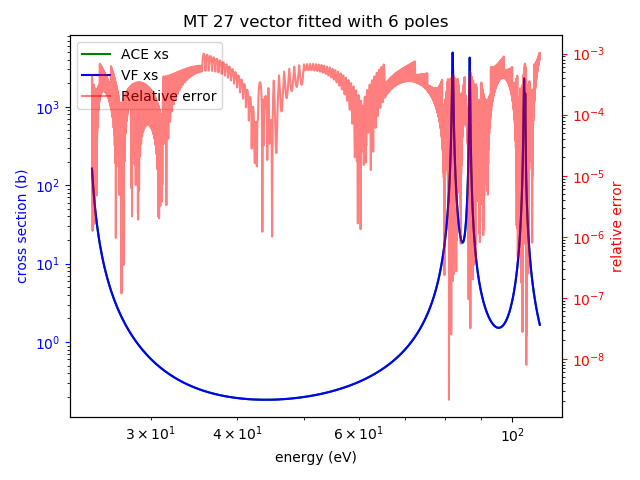 MT 27 vector fitted with 6 poles
ACE xs
VF xs
Relative error
cross section (b)
10³
10²
10¹
10⁰
relative error
10⁻³
10⁻⁴
10⁻⁵
10⁻⁶
10⁻⁷
10⁻⁸
3 × 10¹ 4 × 10¹ 6 × 10¹ 10²
energy (eV)